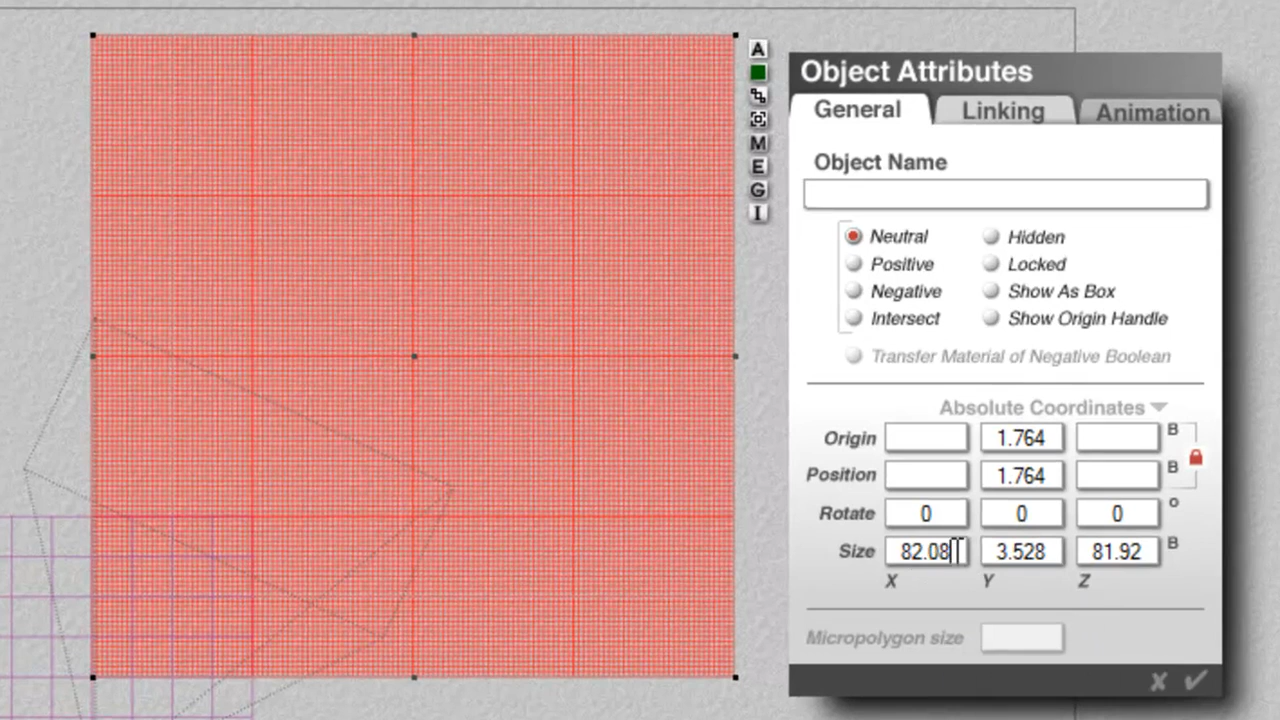 A
M
E
G
I
Object Attributes
General Linking Animation
Object Name
Neutral Hidden
Positive Locked
Negative Show As Box
Intersect Show Origin Handle
Transfer Material of Negative Boolean
Absolute Coordinates
Origin 1.764 B
Position 1.764 B
Rotate 0 0 0 o
Size 82.08 3.528 81.92 B
X Y Z
Micropolygon size